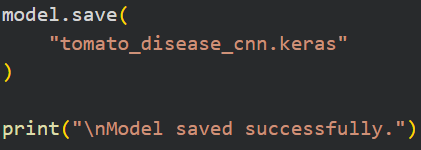 model.save(
    "tomato_disease_cnn.keras"
)
print("\nModel saved successfully.")